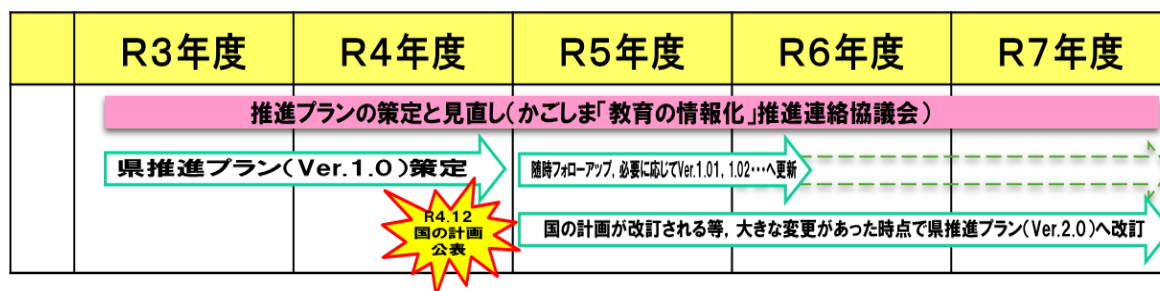 R3年度 R4年度 R5年度 R6年度 R7年度
推進プランの策定と見直し(かごしま「教育の情報化」推進連絡協議会)
県推進プラン(Ver.1.0)策定
随時フォローアップ,必要に応じてVer.1.01, 1.02・・・へ更新
R4.12
国の計画
公表
国の計画が改訂される等,大きな変更があった時点で県推進プラン(Ver.2.0)へ改訂